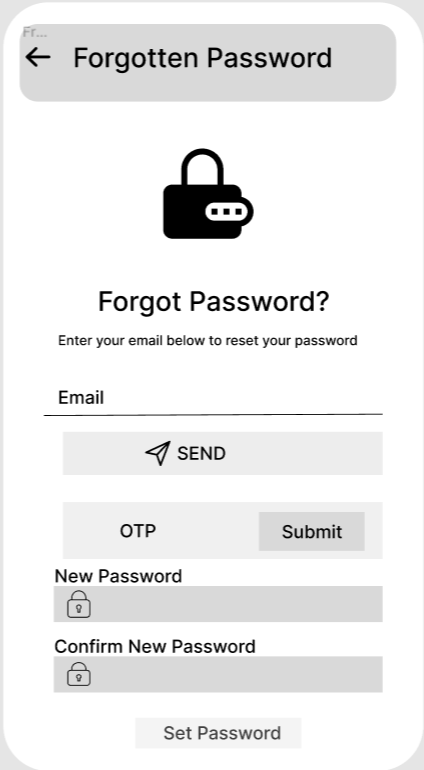 Fr...
Forgotten Password
Forgot Password?
Enter your email below to reset your password
Email
SEND
OTP Submit
New Password
Confirm New Password
Set Password